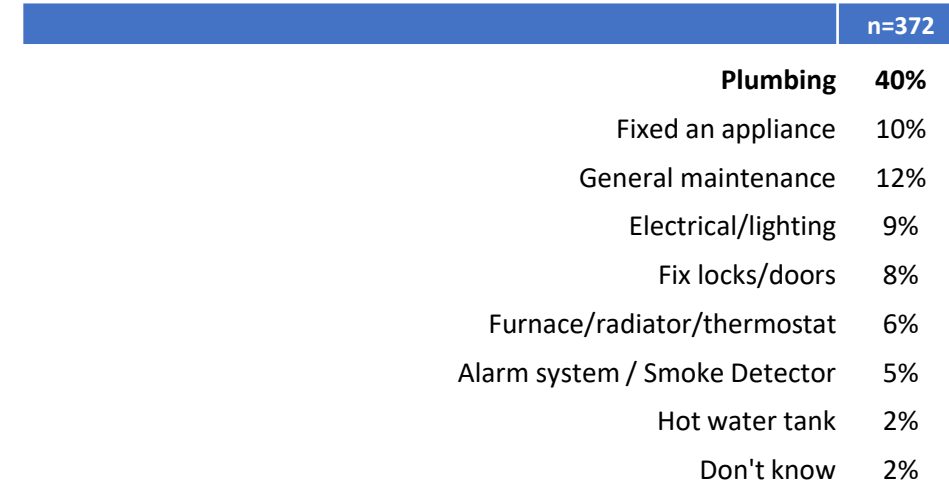 n=372
Plumbing 40%
Fixed an appliance 10%
General maintenance 12%
Electrical/lighting 9%
Fix locks/doors 8%
Furnace/radiator/thermostat 6%
Alarm system / Smoke Detector 5%
Hot water tank 2%
Don't know 2%